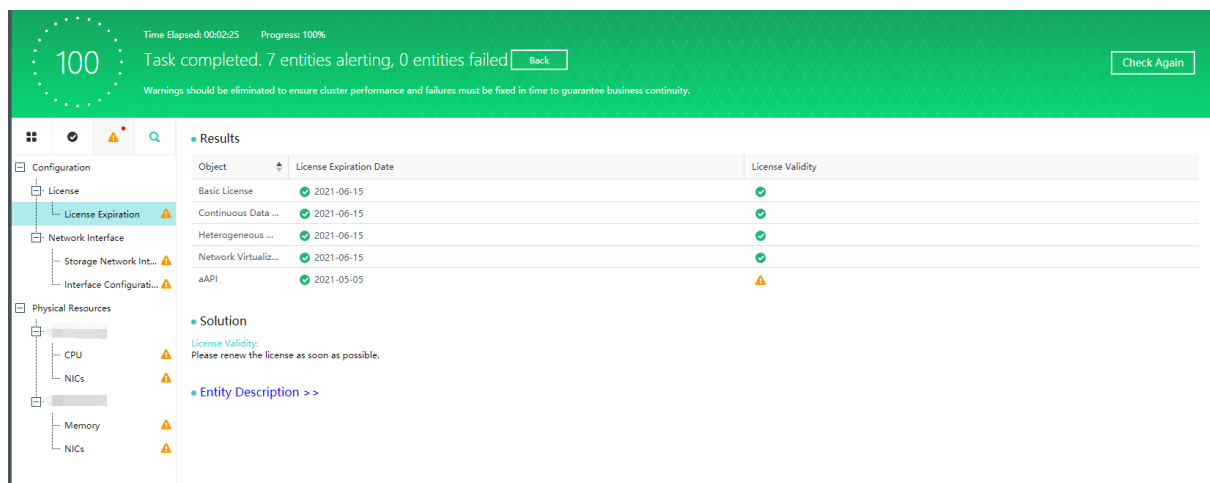 Time Elapsed: 00:02:25 Progress: 100%
100
Task completed. 7 entities alerting, 0 entities failed Back
Check Again
Warnings should be eliminated to ensure cluster performance and failures must be fixed in time to guarantee business continuity.
Configuration
License
License Expiration
Network Interface
Storage Network Int...
Interface Configurati...
Physical Resources
CPU
NICs
Memory
NICs
Results
Object License Expiration Date License Validity
Basic License 2021-06-15
Continuous Data ... 2021-06-15
Heterogeneous ... 2021-06-15
Network Virtualiz... 2021-06-15
aAPI 2021-05-05
Solution
License Validity:
Please renew the license as soon as possible.
Entity Description >>